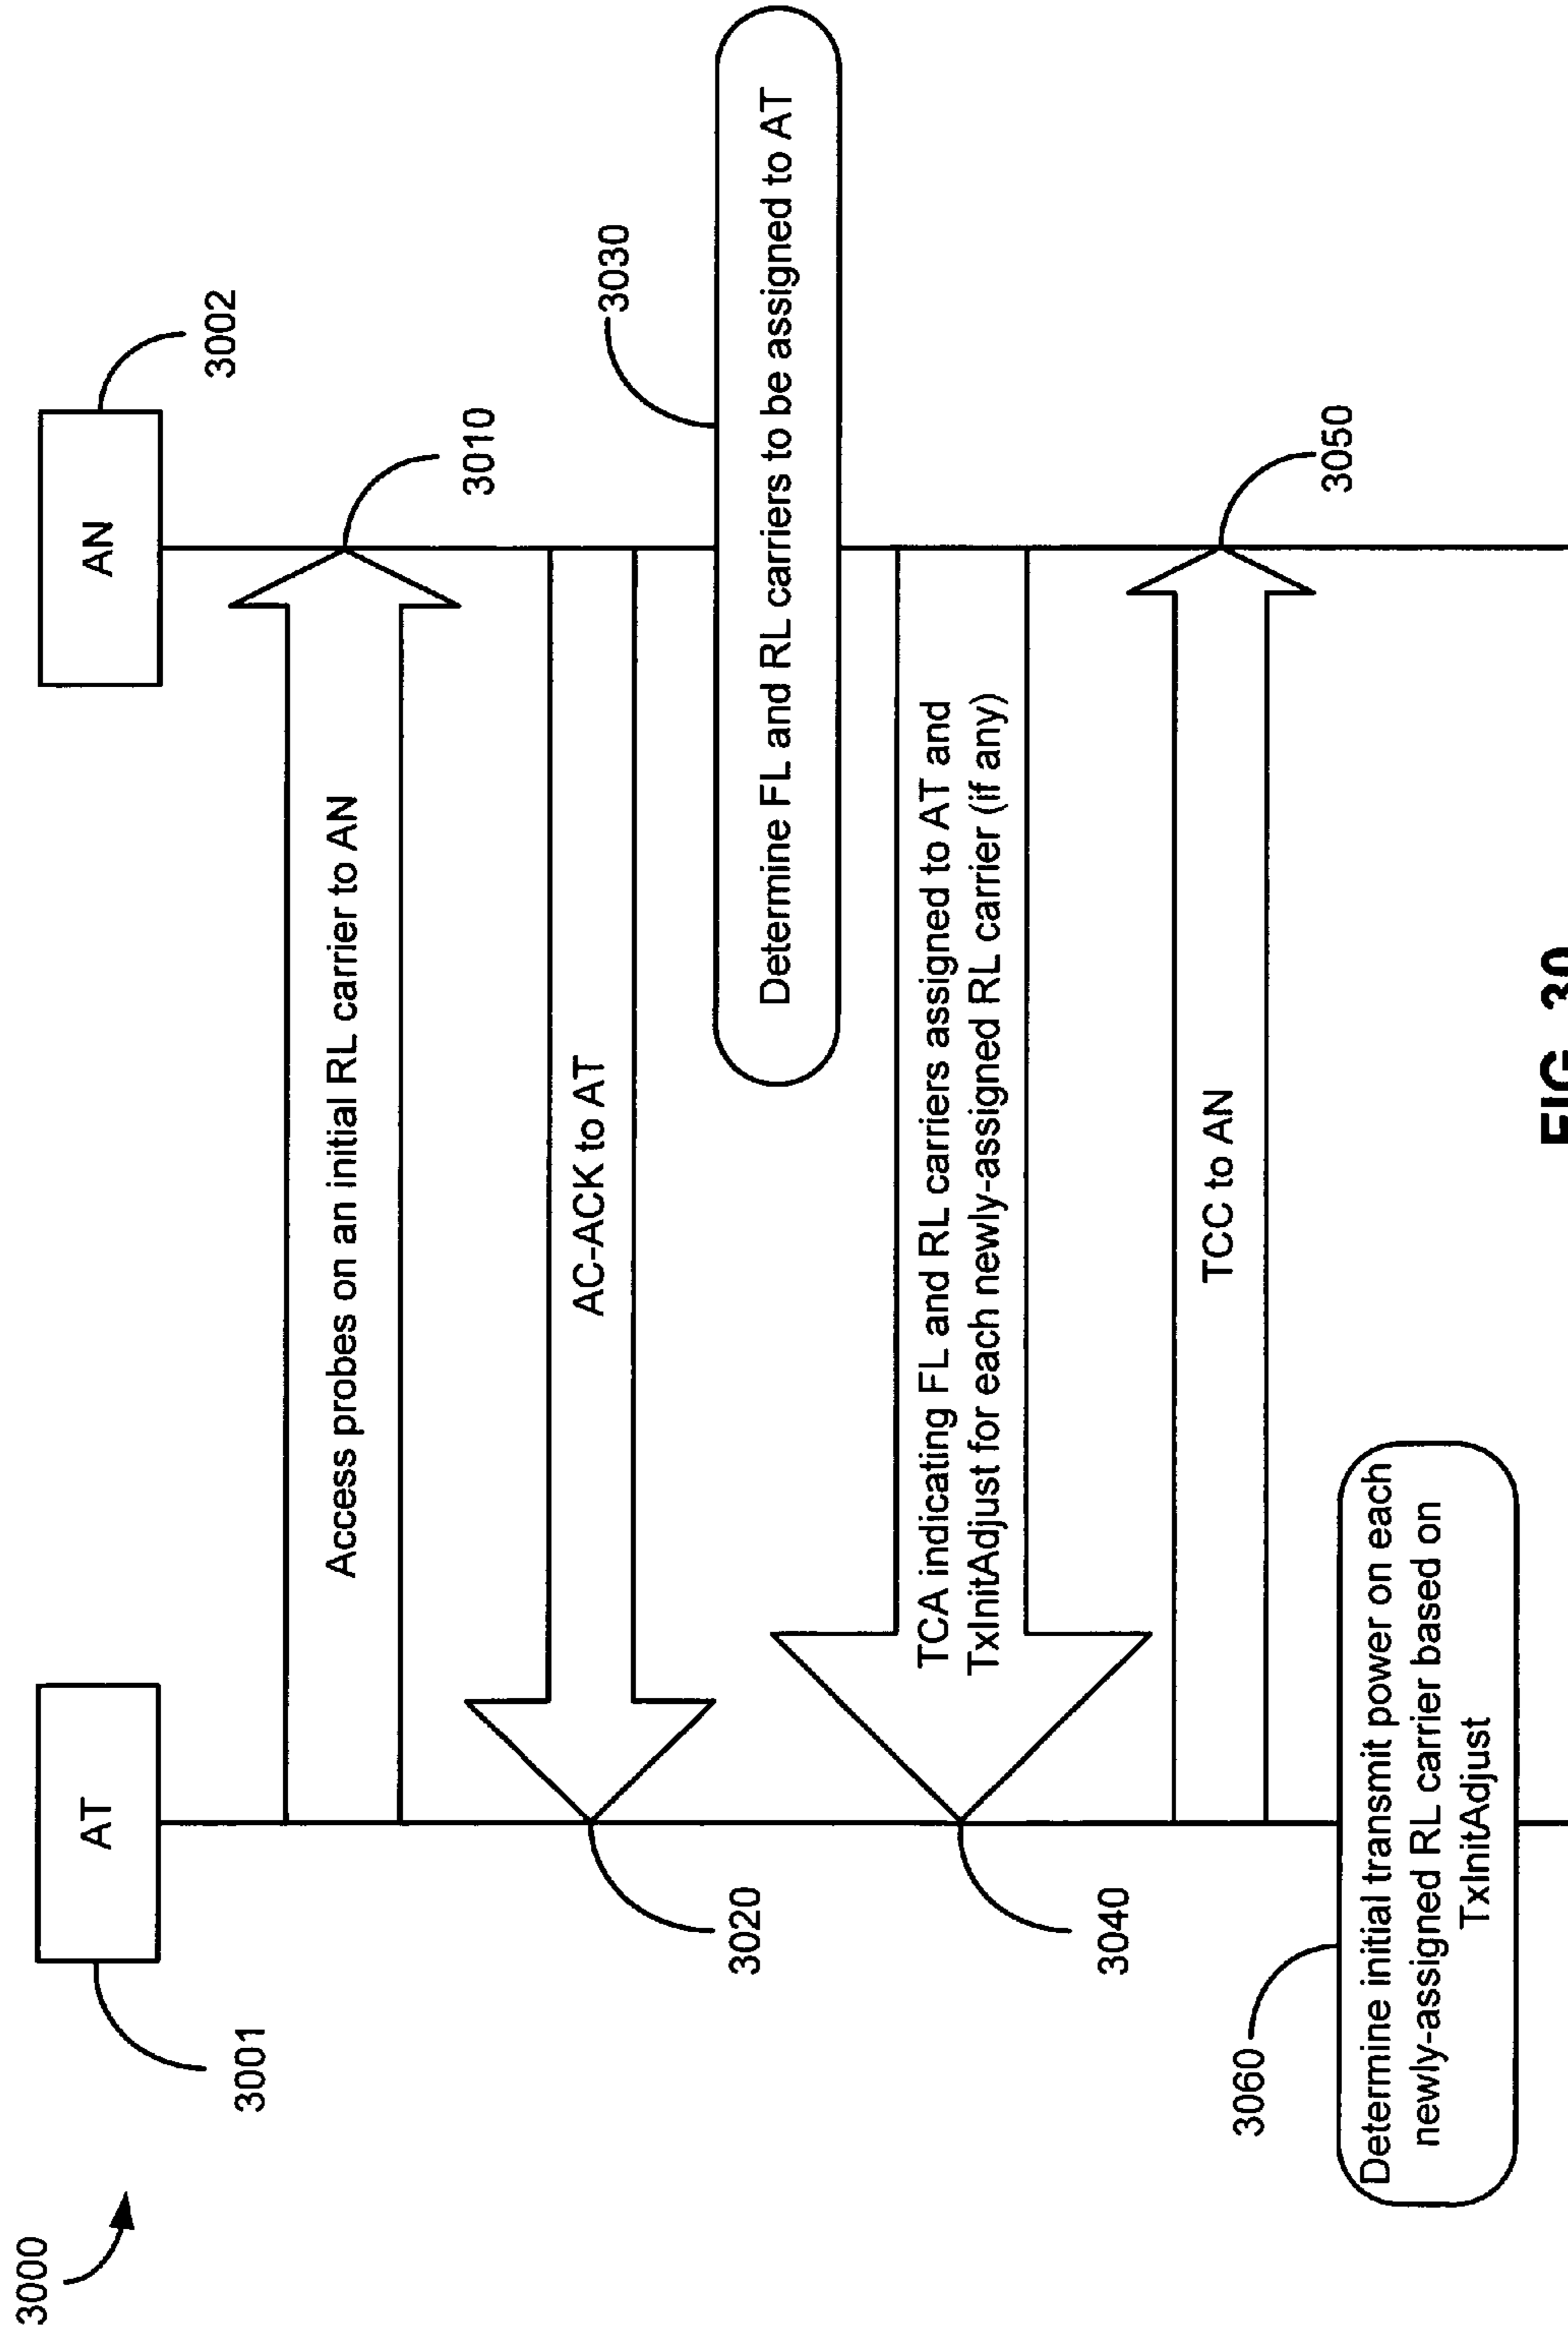 3000
AT
3001
AN
3002
Access probes on an initial RL carrier to AN
3010
AC-ACK to AT
3020
3030
Determine FL and RL carriers to be assigned to AT
TCA indicating FL and RL carriers assigned to AT and
TxInitAdjust for each newly-assigned RL carrier (if any)
3040
TCC to AN
3050
3060
Determine initial transmit power on each
newly-assigned RL carrier based on
TxInitAdjust
FIG. 30